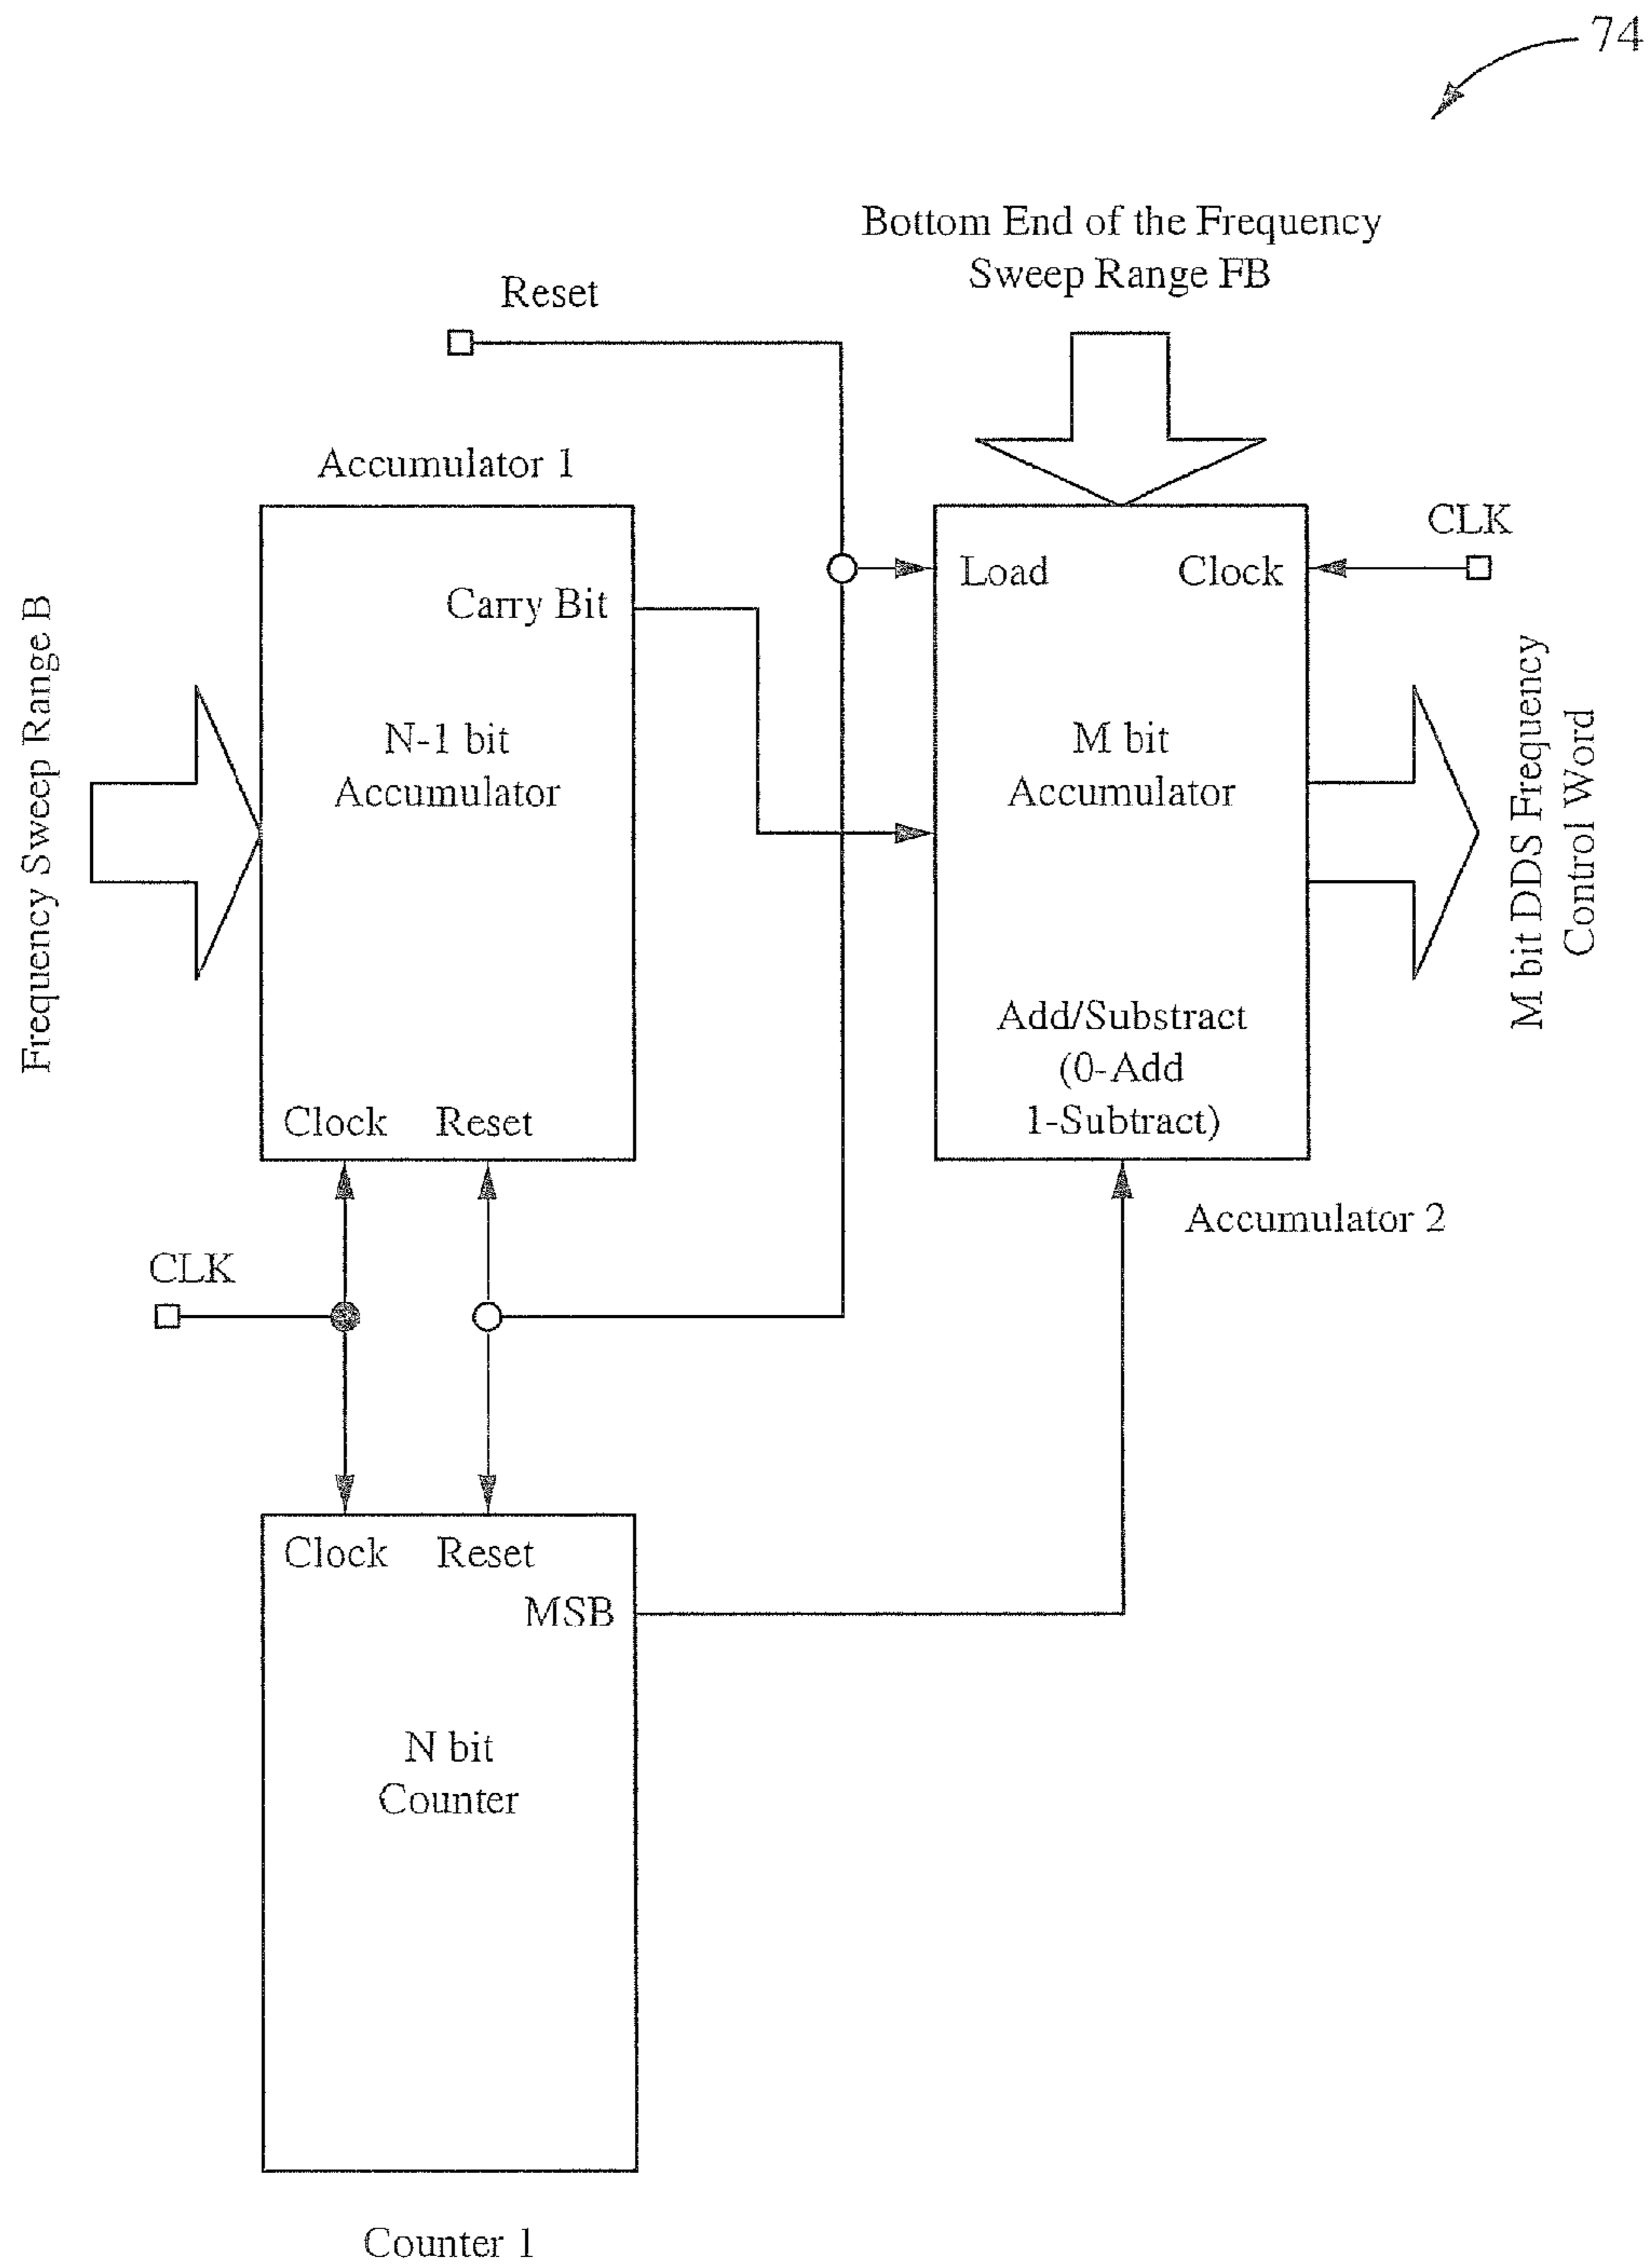 74
Bottom End of the Frequency
Sweep Range FB
Reset
Accumulator 1
CLK
Load
Clock
Carry Bit
Frequency Sweep Range B
N-1 bit
Accumulator
M bit
Accumulator
M bit DDS Frequency
Control Word
Add/Substract
(0-Add
1-Subtract)
Clock
Reset
Accumulator 2
CLK
Clock
Reset
MSB
N bit
Counter
Counter 1